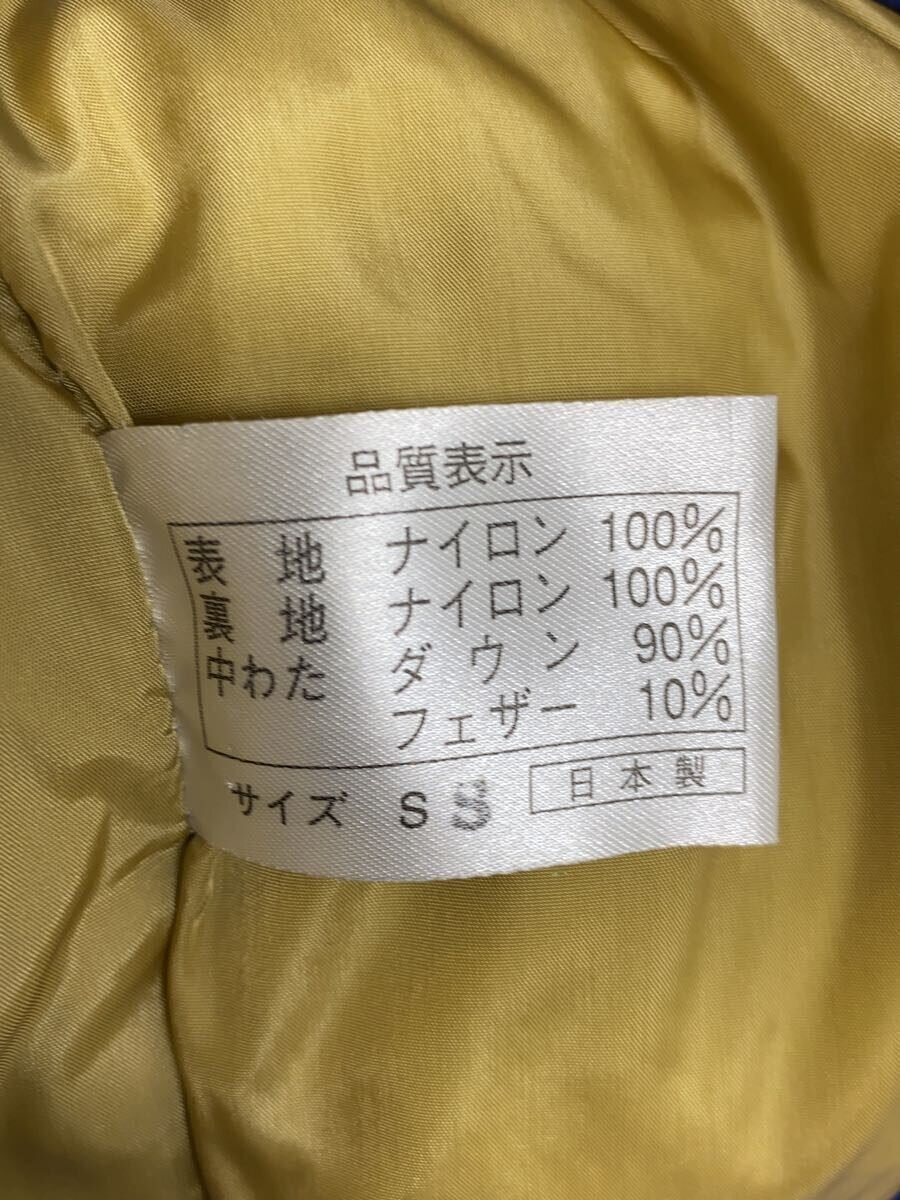 品質表示
表 地 ナイロン 100%
裏 地 ナイロン 100%
中わた ダウン 90%
フェザー 10%
サイズ S S 日本製